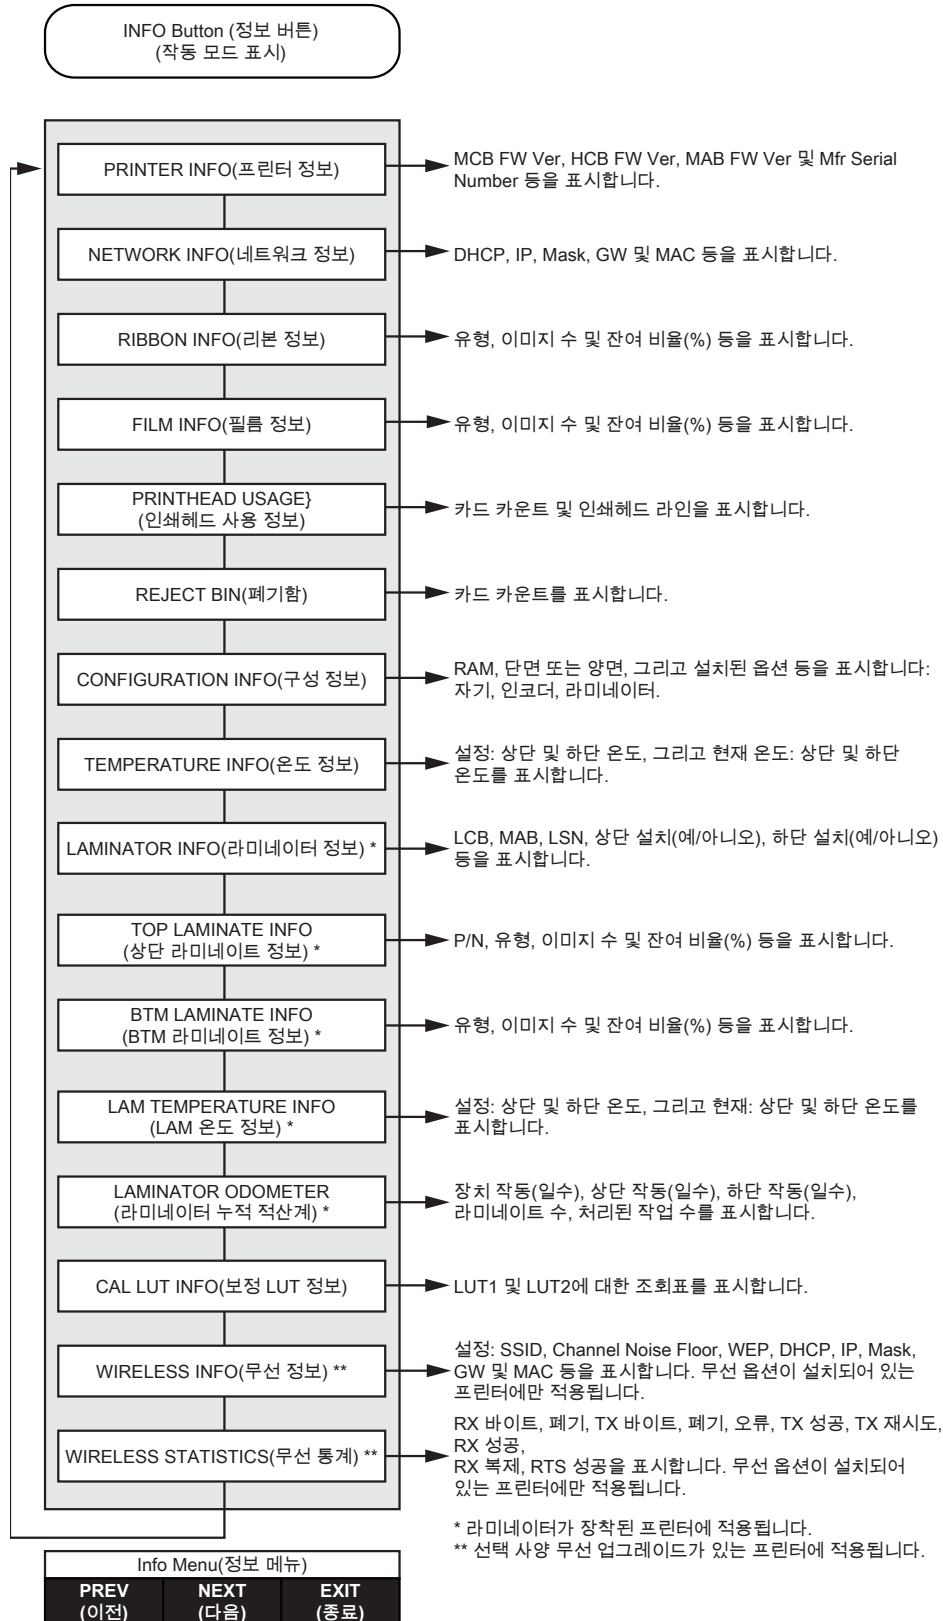 INFO Button (정보 버튼)
(작동 모드 표시)
PRINTER INFO(프린터 정보)
MCB FW Ver, HCB FW Ver, MAB FW Ver 및 Mfr Serial
Number 등을 표시합니다.
NETWORK INFO(네트워크 정보)
DHCP, IP, Mask, GW 및 MAC 등을 표시합니다.
RIBBON INFO(리본 정보)
유형, 이미지 수 및 잔여 비율(%) 등을 표시합니다.
FILM INFO(필름 정보)
유형, 이미지 수 및 잔여 비율(%) 등을 표시합니다.
PRINTHEAD USAGE}
(인쇄헤드 사용 정보)
카드 카운트 및 인쇄헤드 라인을 표시합니다.
REJECT BIN(폐기함)
카드 카운트를 표시합니다.
CONFIGURATION INFO(구성 정보)
RAM, 단면 또는 양면, 그리고 설치된 옵션 등을 표시합니다:
자기, 인코더, 라미네이터.
TEMPERATURE INFO(온도 정보)
설정: 상단 및 하단 온도, 그리고 현재 온도: 상단 및 하단
온도를 표시합니다.
LAMINATOR INFO(라미네이터 정보) *
LCB, MAB, LSN, 상단 설치(예/아니오), 하단 설치(예/아니오)
등을 표시합니다.
TOP LAMINATE INFO
(상단 라미네이트 정보) *
P/N, 유형, 이미지 수 및 잔여 비율(%) 등을 표시합니다.
BTM LAMINATE INFO
(BTM 라미네이트 정보) *
유형, 이미지 수 및 잔여 비율(%) 등을 표시합니다.
LAM TEMPERATURE INFO
(LAM 온도 정보) *
설정: 상단 및 하단 온도, 그리고 현재: 상단 및 하단 온도를
표시합니다.
LAMINATOR ODOMETER
(라미네이터 누적 적산계) *
장치 작동(일수), 상단 작동(일수), 하단 작동(일수),
라미네이트 수, 처리된 작업 수를 표시합니다.
CAL LUT INFO(보정 LUT 정보)
LUT1 및 LUT2에 대한 조회표를 표시합니다.
WIRELESS INFO(무선 정보) **
설정: SSID, Channel Noise Floor, WEP, DHCP, IP, Mask,
GW 및 MAC 등을 표시합니다. 무선 옵션이 설치되어 있는
프린터에만 적용됩니다.
WIRELESS STATISTICS(무선 통계) **
RX 바이트, 폐기, TX 바이트, 폐기, 오류, TX 성공, TX 재시도,
RX 성공,
RX 복제, RTS 성공을 표시합니다. 무선 옵션이 설치되어
있는 프린터에만 적용됩니다.
* 라미네이터가 장착된 프린터에 적용됩니다.
** 선택 사양 무선 업그레이드가 있는 프린터에 적용됩니다.
Info Menu(정보 메뉴)
PREV NEXT EXIT
(이전) (다음) (종료)